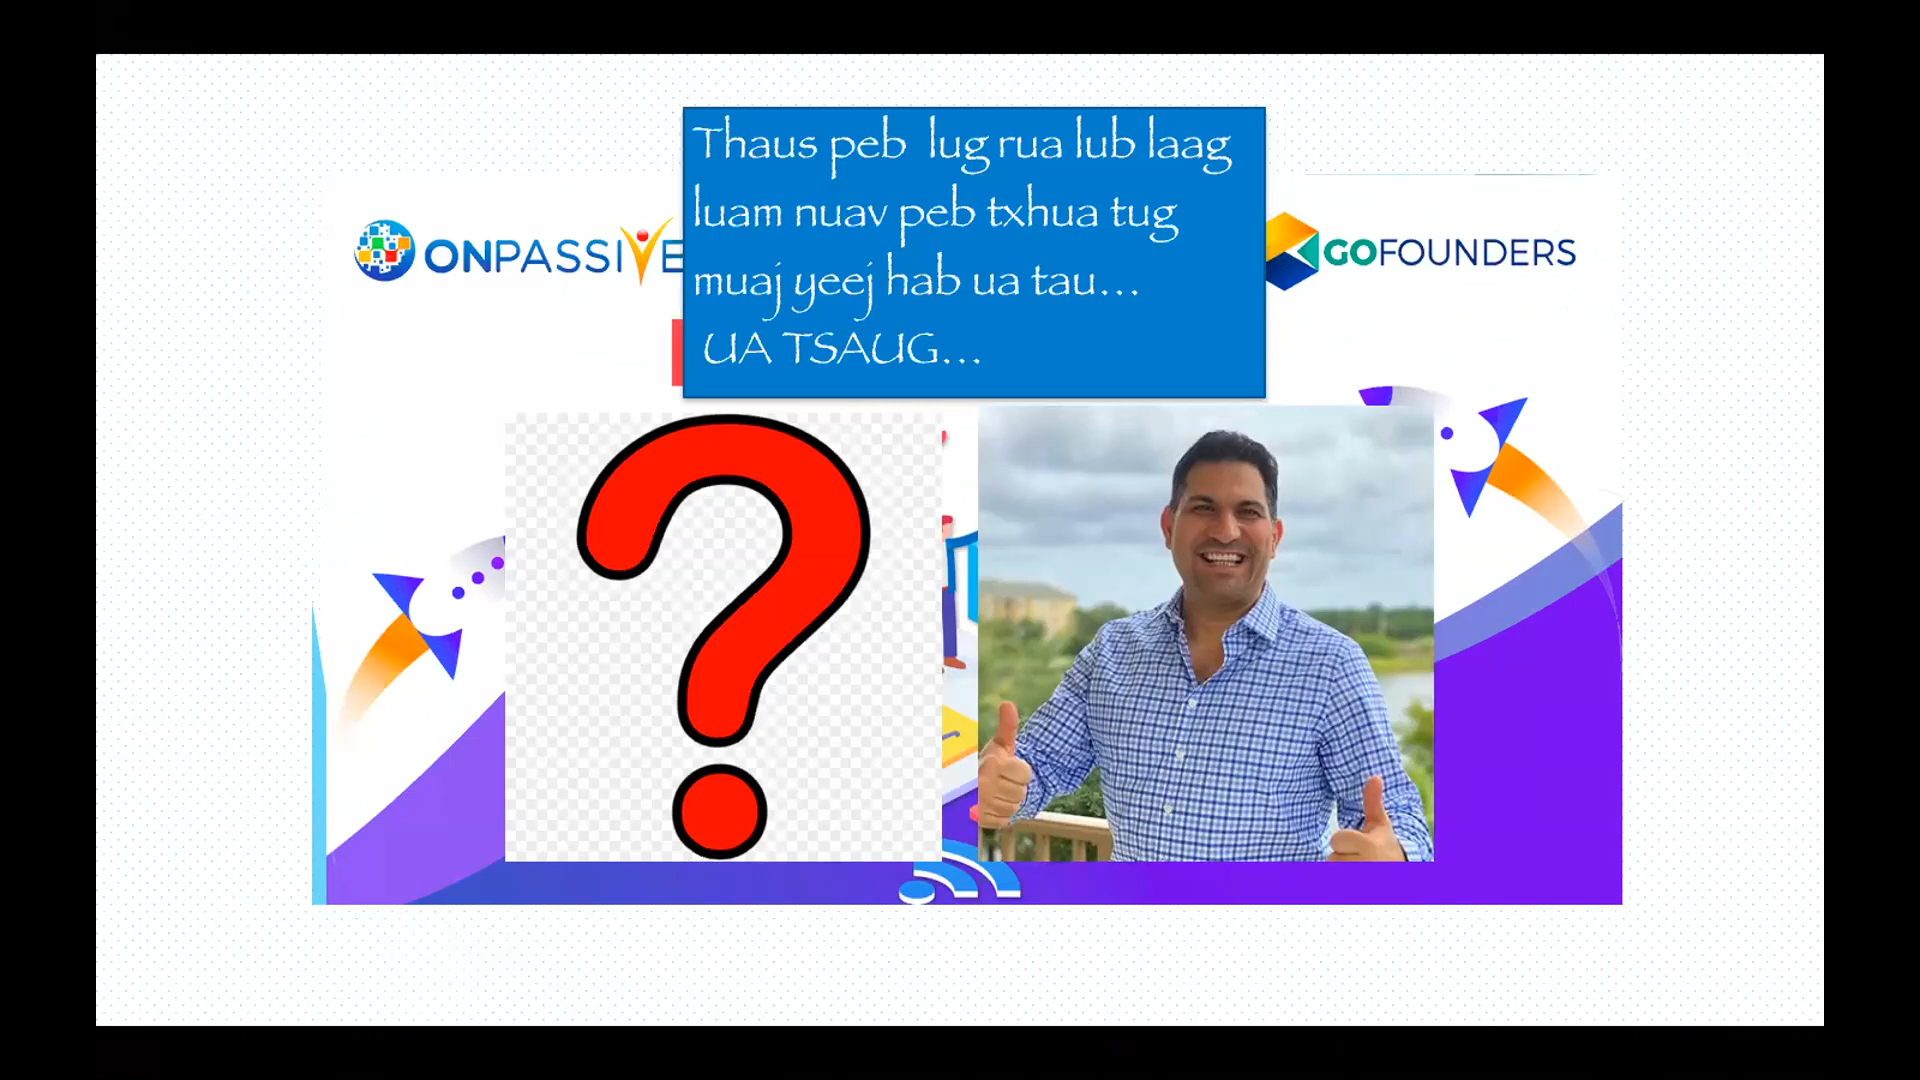 Thaus peb lug rua lub laag
luam nuav peb txhua tug
muaj yeej hab ua tau...
UA TSAUG...
ONPASSIVE
GOFOUNDERS